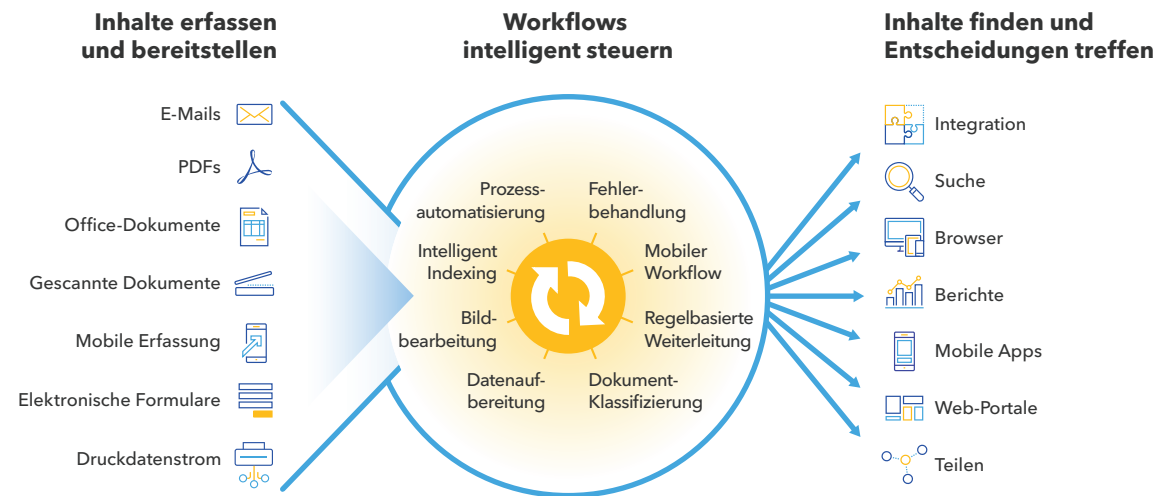 Inhalte erfassen
und bereitstellen
E-Mails
PDFs
Office-Dokumente
Gescannte Dokumente
Mobile Erfassung
Elektronische Formulare
Druckdatenstrom
Workflows
intelligent steuern
Prozess-
automatisierung
Fehler-
behandlung
Intelligent
Indexing
Mobiler
Workflow
Bild-
bearbeitung
Regelbasierte
Weiterleitung
Datenauf-
bereitung
Dokument-
Klassifizierung
Inhalte finden und
Entscheidungen treffen
Integration
Suche
Browser
Berichte
Mobile Apps
Web-Portale
Teilen